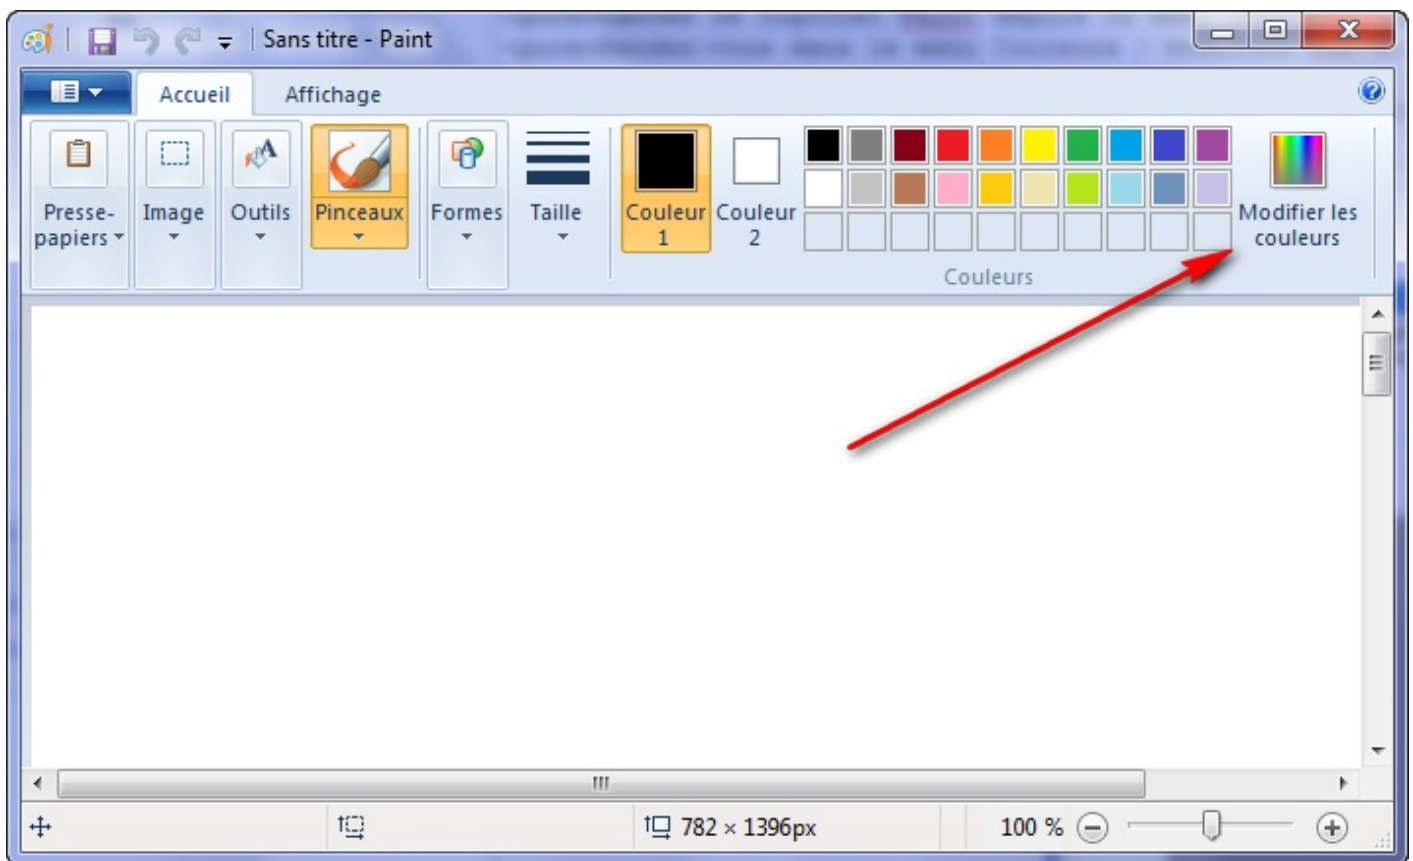 Sans titre - Paint
Accueil Affichage
Presse-
papiers
Image
Outils
Pinceaux
Formes
Taille
Couleur
1
Couleur
2
Modifier les
couleurs
Couleurs
782 × 1396px
100 %